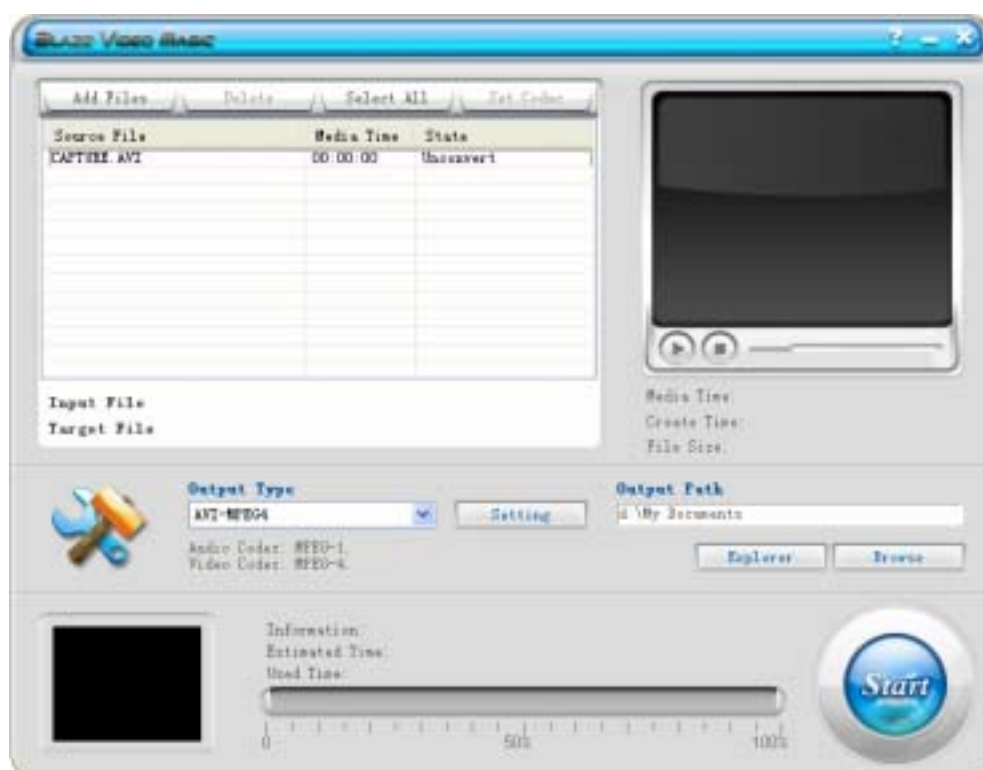 BLAZE VIDEO MAGIC
? – X
Add Files Delete Select All Set Codec
Source File Media Time State
CAPTURE.AVI 00:00:00 Unconvert
Input File
Target File
Media Time:
Create Time:
File Size:
Output Type
AVI-MPEG4
Setting
Audio Codec: MPEG-1.
Video Codec: MPEG-4.
Output Path
d:\My Documents
Explorer Browse
Information:
Estimated Time:
Used Time:
0 50% 100%
Start